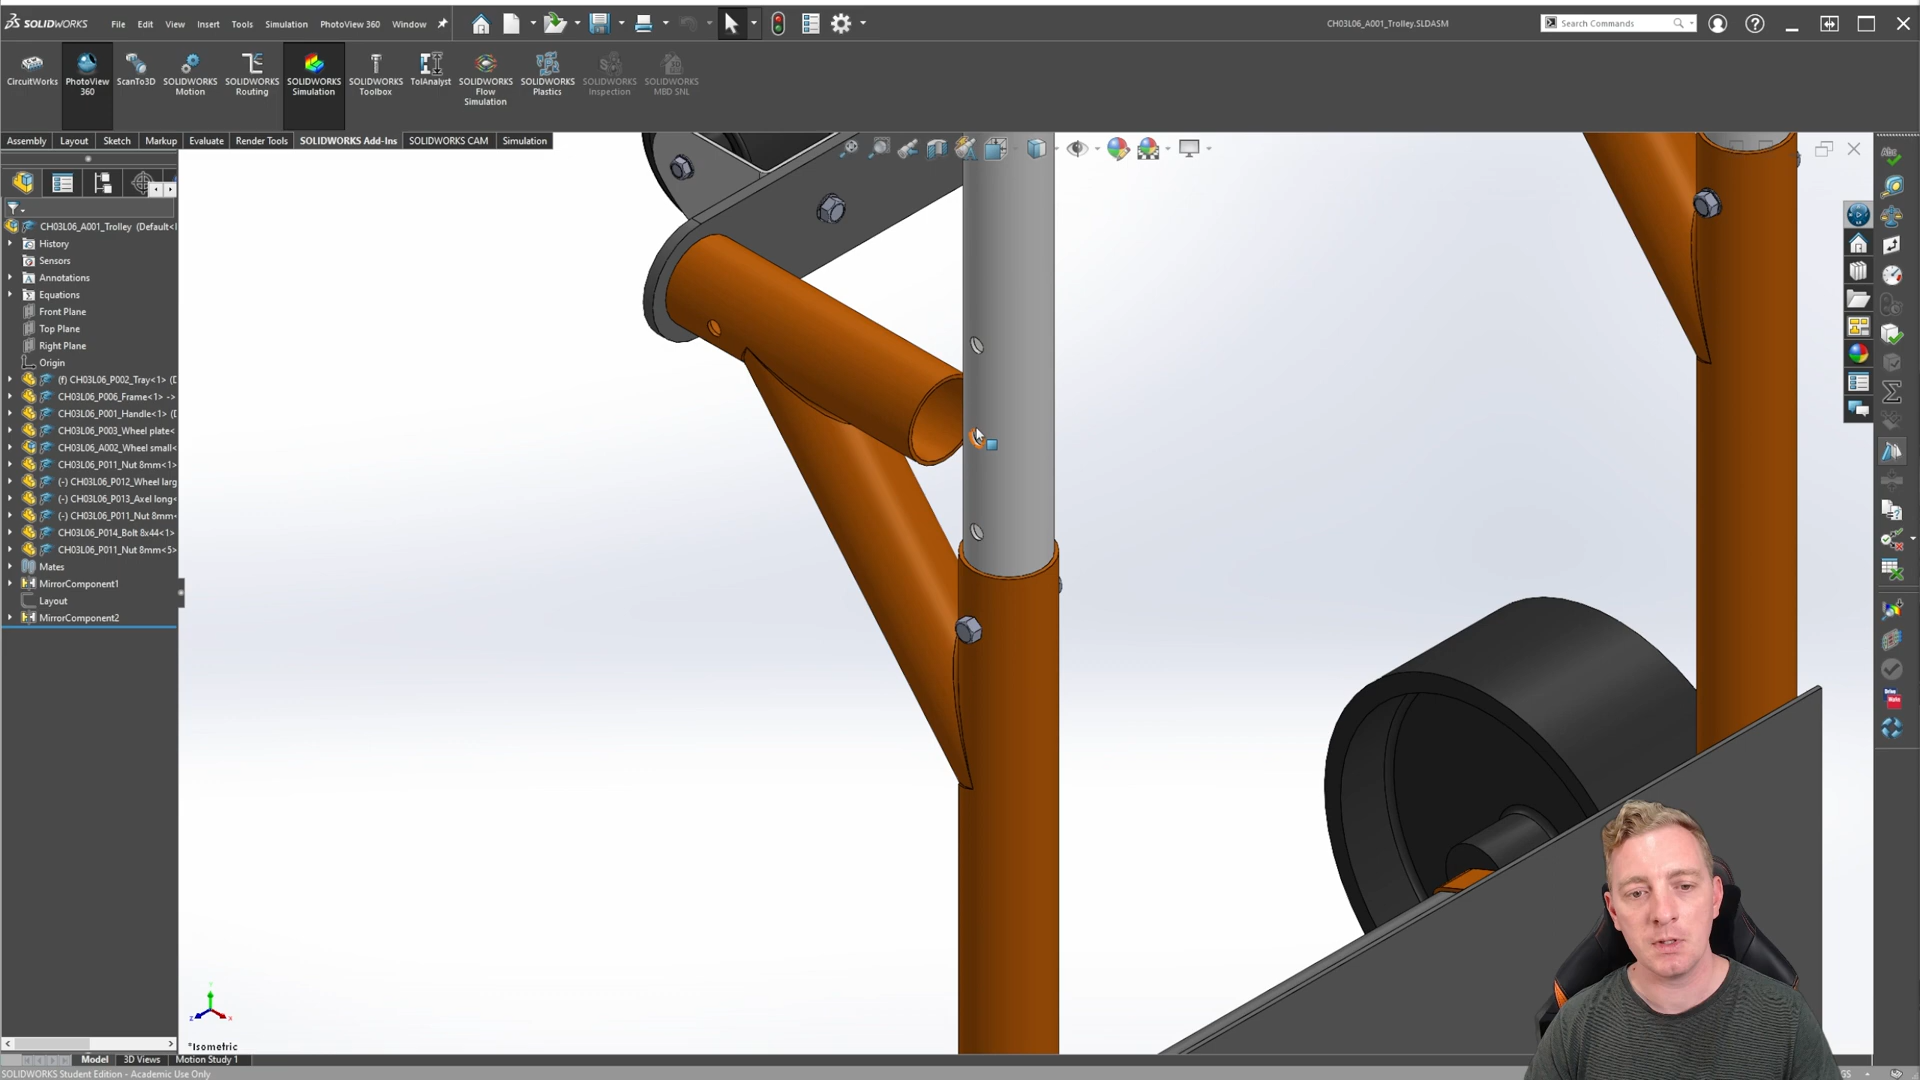 SOLIDWORKS
File
Edit
View
Insert
Tools
Simulation
PhotoView 360
Window
CH03L06_A001_Trolley.SLDASM
Search Commands
CircuitWorks
PhotoView 360
ScanTo3D
SOLIDWORKS Motion
SOLIDWORKS Routing
SOLIDWORKS Simulation
SOLIDWORKS Toolbox
TolAnalyst
SOLIDWORKS Flow Simulation
SOLIDWORKS Plastics
SOLIDWORKS Inspection
SOLIDWORKS MBD SNL
Assembly
Layout
Sketch
Markup
Evaluate
Render Tools
SOLIDWORKS Add-Ins
SOLIDWORKS CAM
Simulation
CH03L06_A001_Trolley (Default<
History
Sensors
Annotations
Equations
Front Plane
Top Plane
Right Plane
Origin
(f) CH03L06_P002_Tray<1> (
CH03L06_P006_Frame<1> ->
CH03L06_P001_Handle<1> (
CH03L06_P003_Wheel plate<
CH03L06_A002_Wheel small<
CH03L06_P011_Nut 8mm<1>
(-) CH03L06_P012_Wheel larg
(-) CH03L06_P013_Axel long<
(-) CH03L06_P011_Nut 8mm<
CH03L06_P014_Bolt 8x44<1>
CH03L06_P011_Nut 8mm<5>
Mates
MirrorComponent1
Layout
MirrorComponent2
*Isometric
Model
3D Views
Motion Study 1
SOLIDWORKS Student Edition - Academic Use Only